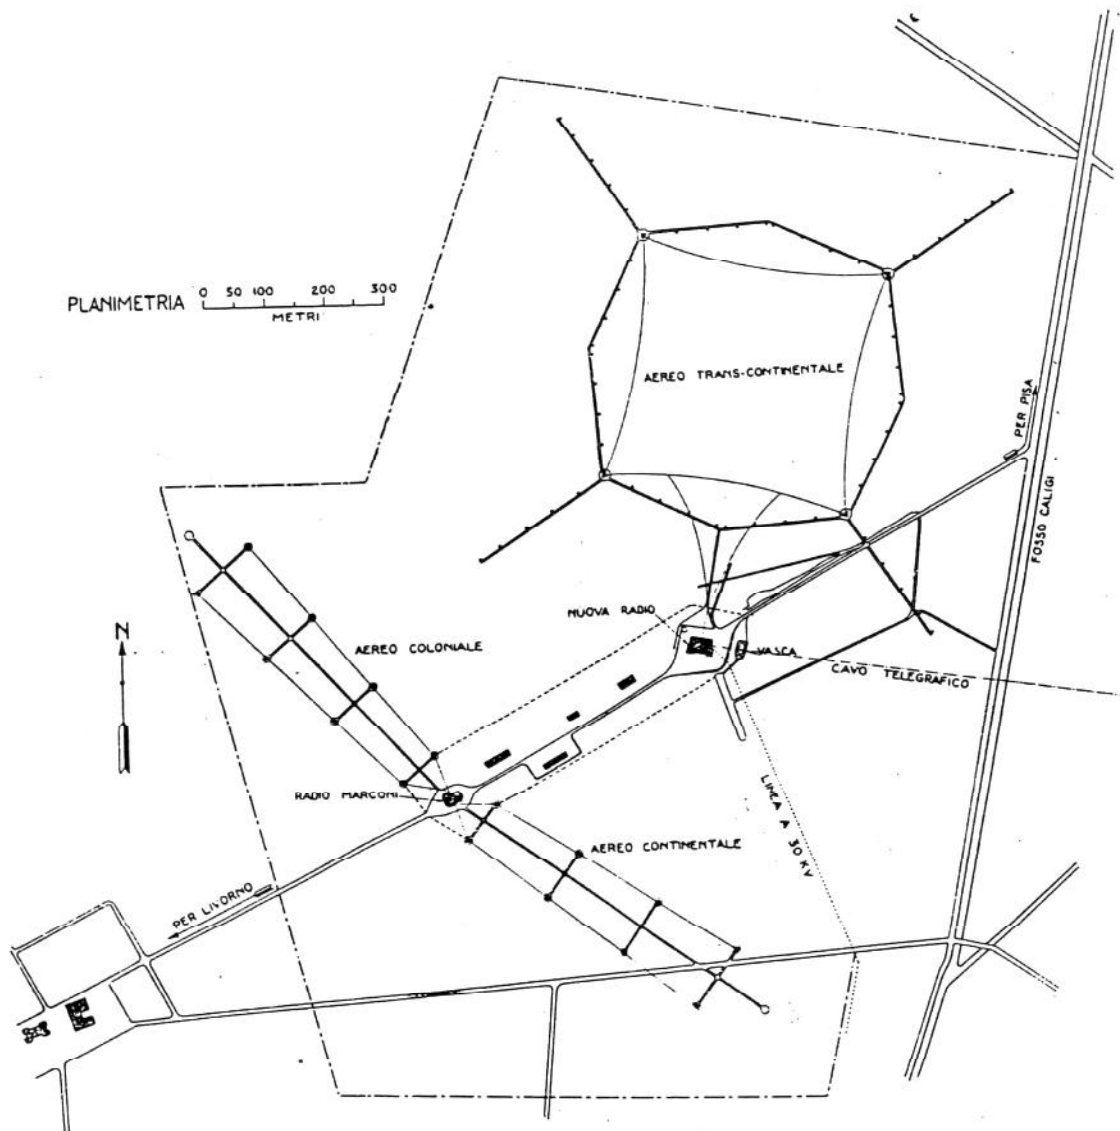 PLANIMETRIA
0 50 100 200 300
METRI
AEREO TRANS-CONTINENTALE
PER PISA
FOSSO CALIGI
N
AEREO COLONIALE
NUOVA RADIO
VASCA
CAVO TELEGRAFICO
RADIO MARCONI
LINEA A 30 KV
AEREO CONTINENTALE
PER LIVORNO